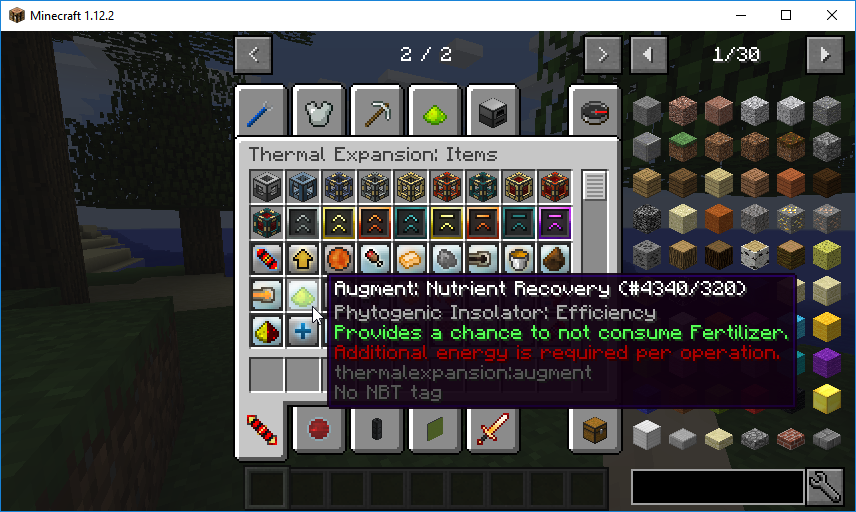 Minecraft 1.12.2
< 2 / 2 >
1/30
Thermal Expansion: Items
Augment: Nutrient Recovery (#4340/320)
Phytogenic Insolator: Efficiency
Provides a chance to not consume Fertilizer.
Additional energy is required per operation.
thermalexpansion:augment
No NBT tag